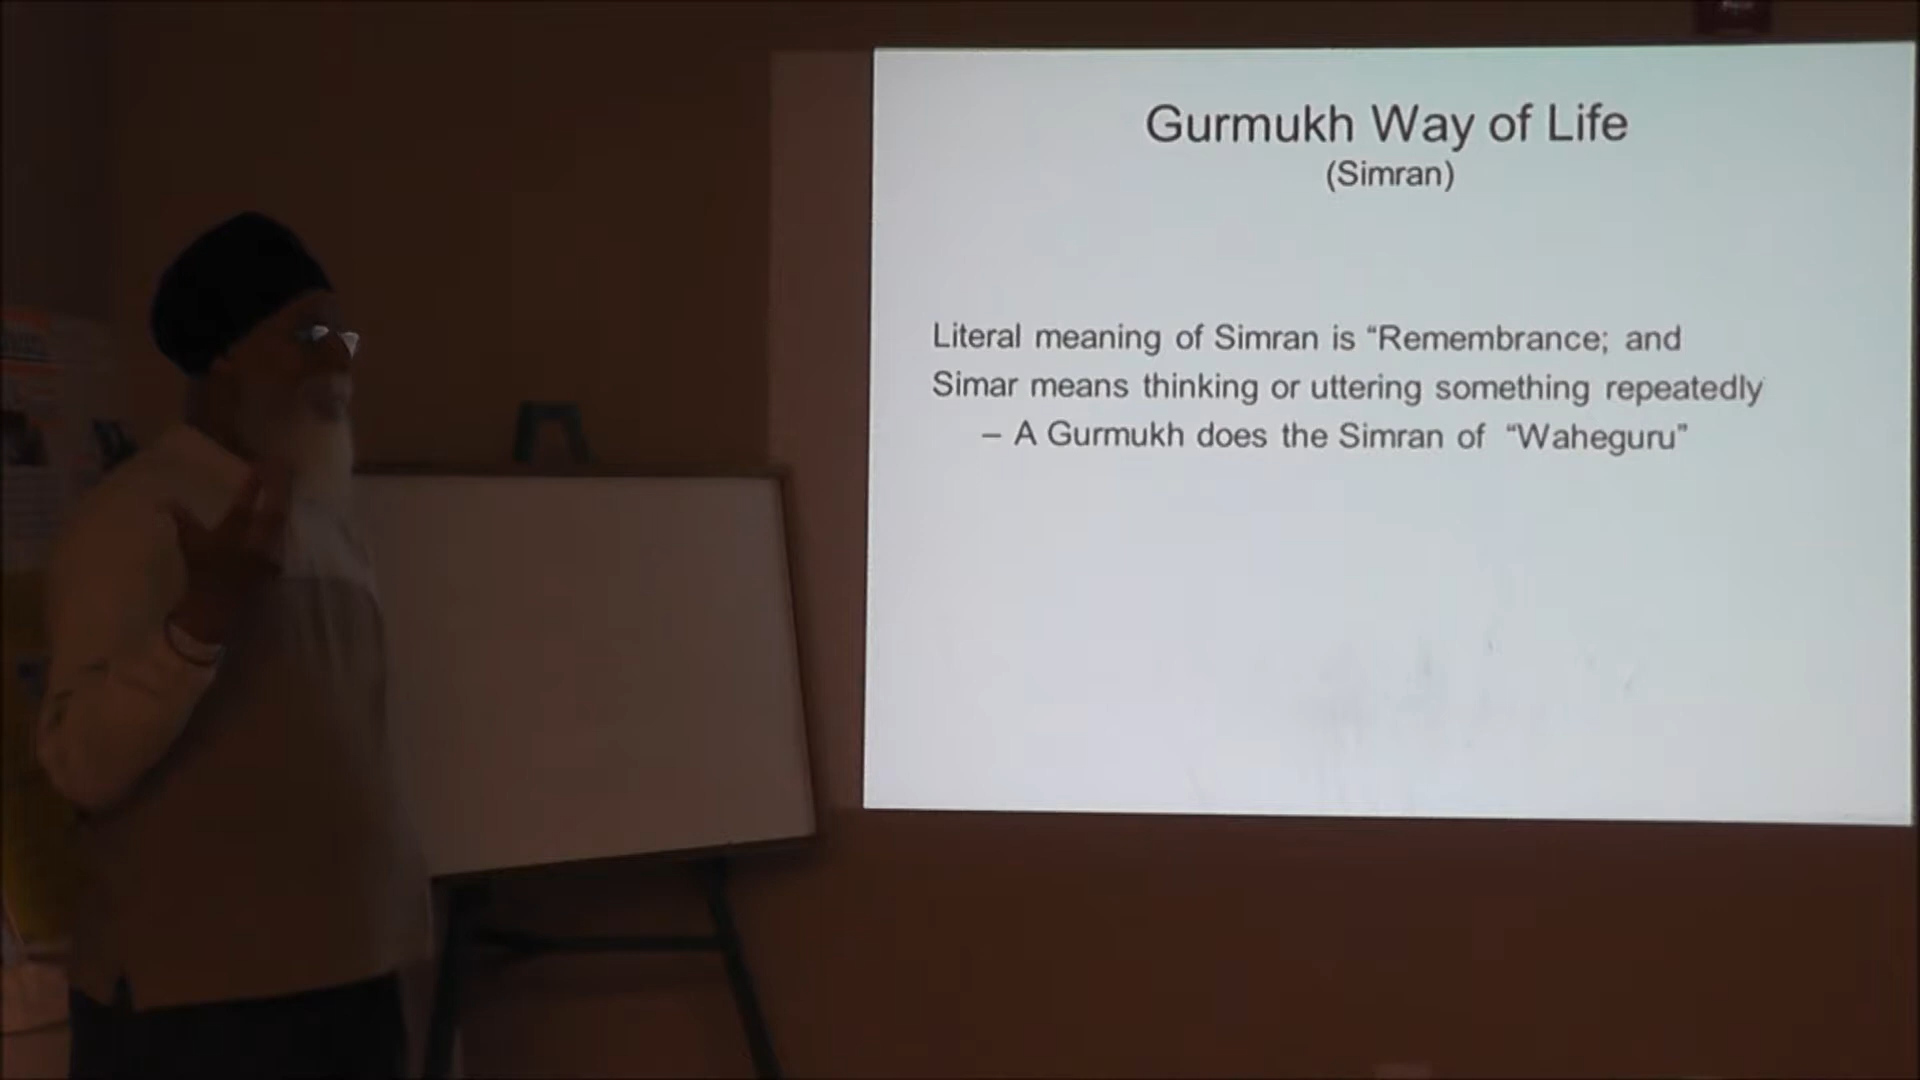 Gurmukh Way of Life
(Simran)
Literal meaning of Simran is “Remembrance; and
Simar means thinking or uttering something repeatedly
– A Gurmukh does the Simran of “Waheguru”